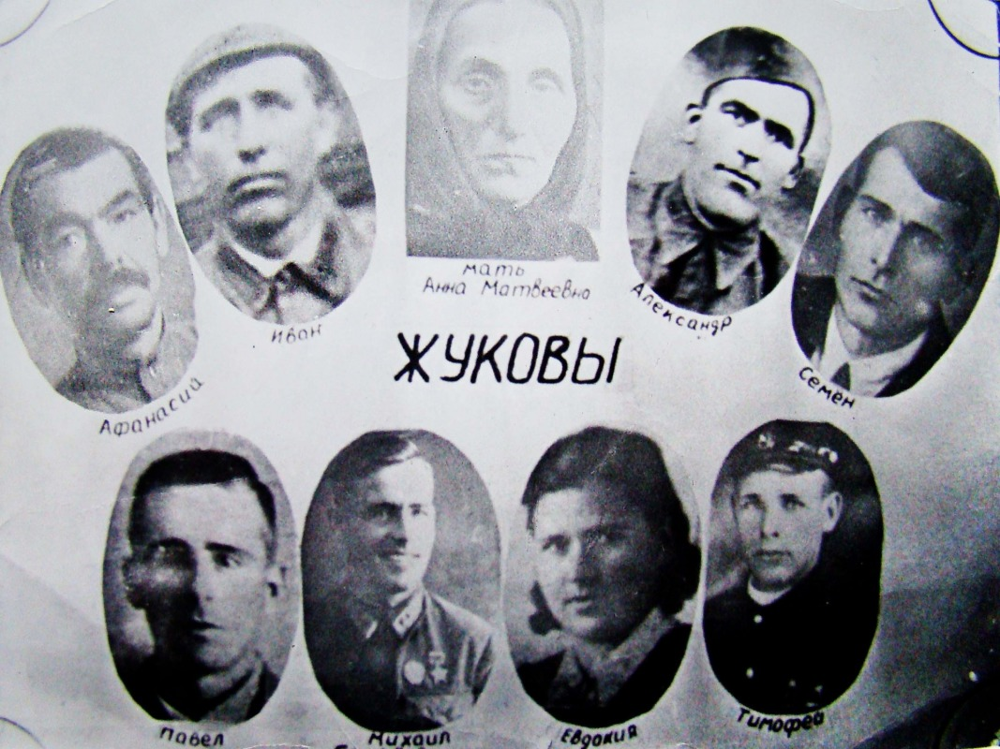 мать
Анна Матвеевна
Иван
Александр
Афанасий
Семен
ЖУКОВЫ
Павел
Михаил
Евдокия
Тимофей